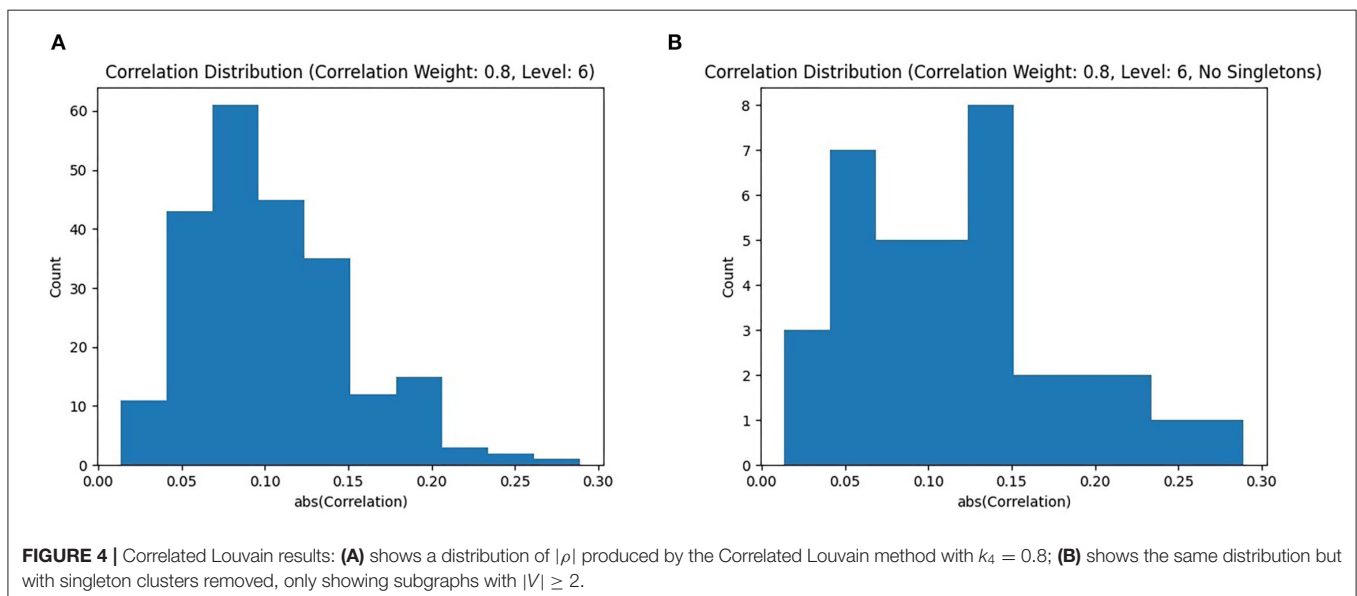 A
Correlation Distribution (Correlation Weight: 0.8, Level: 6)
60
50
40
30
20
10
0
Count
0.00 0.05 0.10 0.15 0.20 0.25 0.30
abs(Correlation)
B
Correlation Distribution (Correlation Weight: 0.8, Level: 6, No Singletons)
8
7
6
5
4
3
2
1
0
Count
0.00 0.05 0.10 0.15 0.20 0.25 0.30
abs(Correlation)
FIGURE 4 | Correlated Louvain results: (A) shows a distribution of |ρ| produced by the Correlated Louvain method with k₄ = 0.8; (B) shows the same distribution but
with singleton clusters removed, only showing subgraphs with |V| ≥ 2.